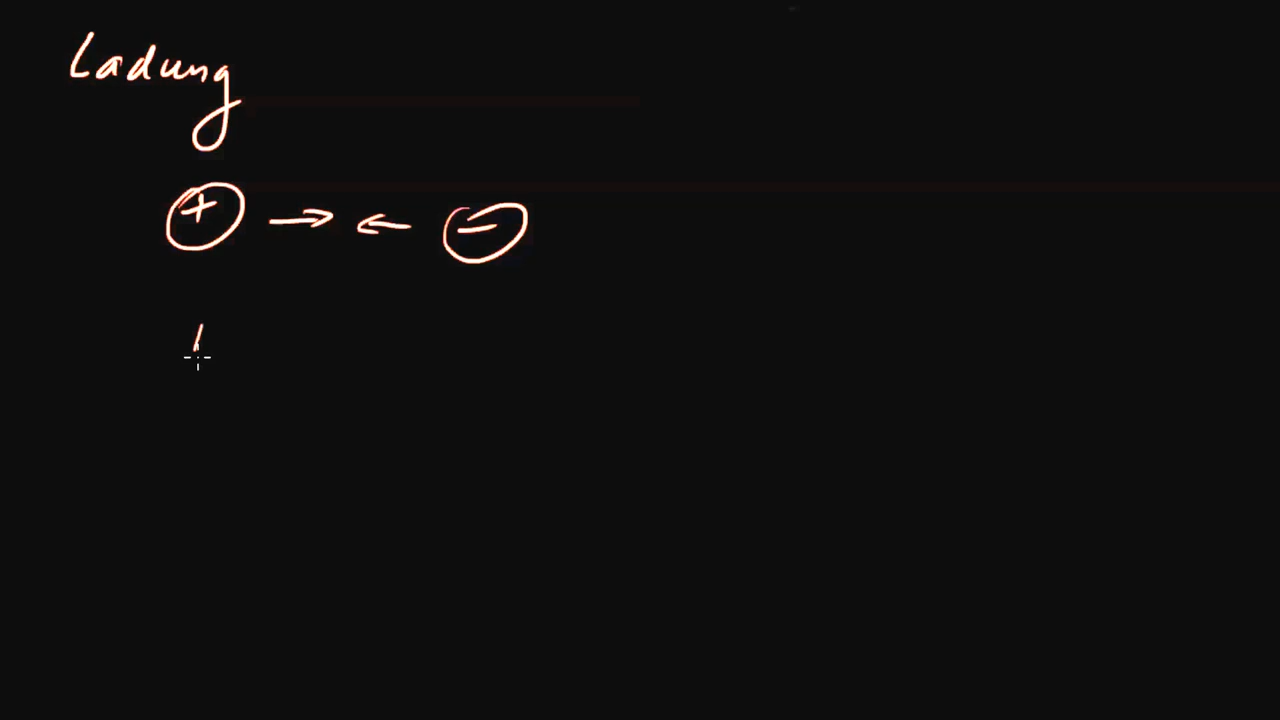 Ladung
+ → ← −